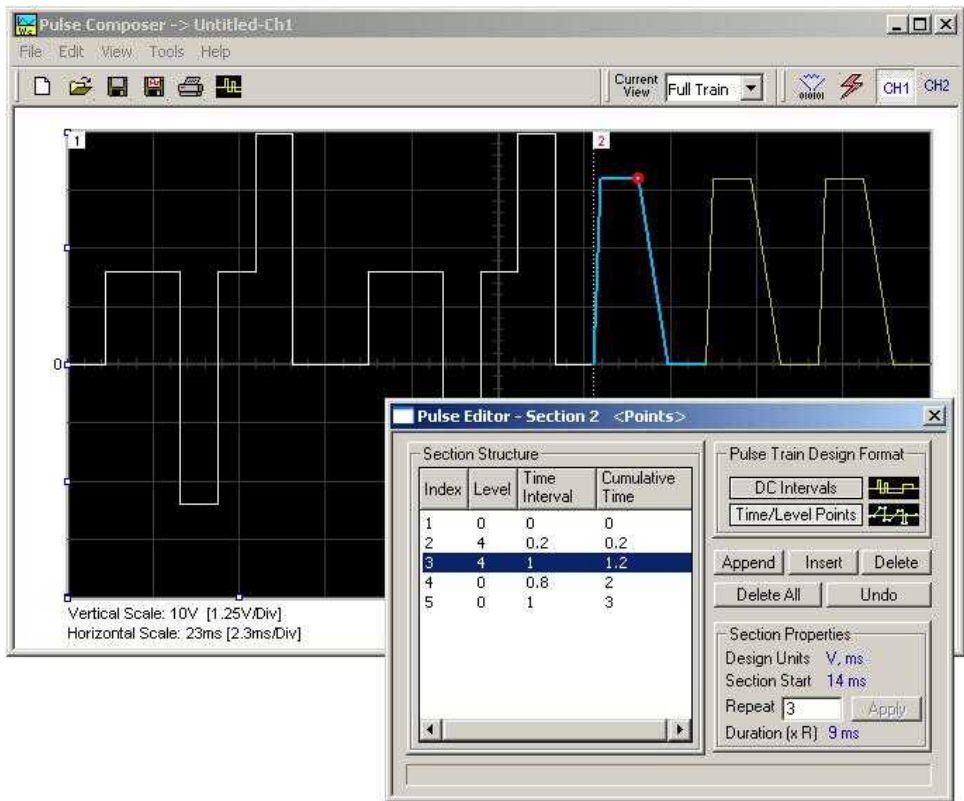 Pulse Composer -> Untitled-Ch1
File Edit View Tools Help
Current View Full Train
010101
CH1 CH2
1
2
0
Vertical Scale: 10V [1.25V/Div]
Horizontal Scale: 23ms [2.3ms/Div]
Pulse Editor - Section 2 <Points>
Section Structure
Index Level Time Interval Cumulative Time
1 0 0 0
2 4 0.2 0.2
3 4 1 1.2
4 0 0.8 2
5 0 1 3
Pulse Train Design Format
DC Intervals
Time/Level Points
Append Insert Delete
Delete All Undo
Section Properties
Design Units V, ms
Section Start 14 ms
Repeat 3 Apply
Duration (x R) 9 ms